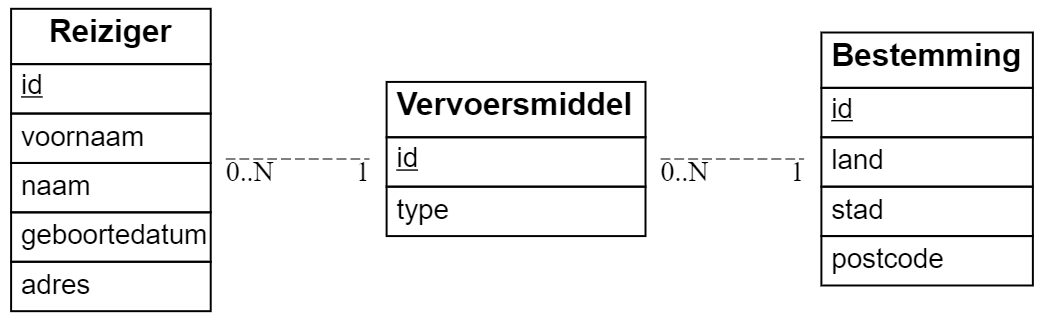 Reiziger
id
voornaam
naam
geboortedatum
adres
0..N 1
Vervoersmiddel
id
type
0..N 1
Bestemming
id
land
stad
postcode